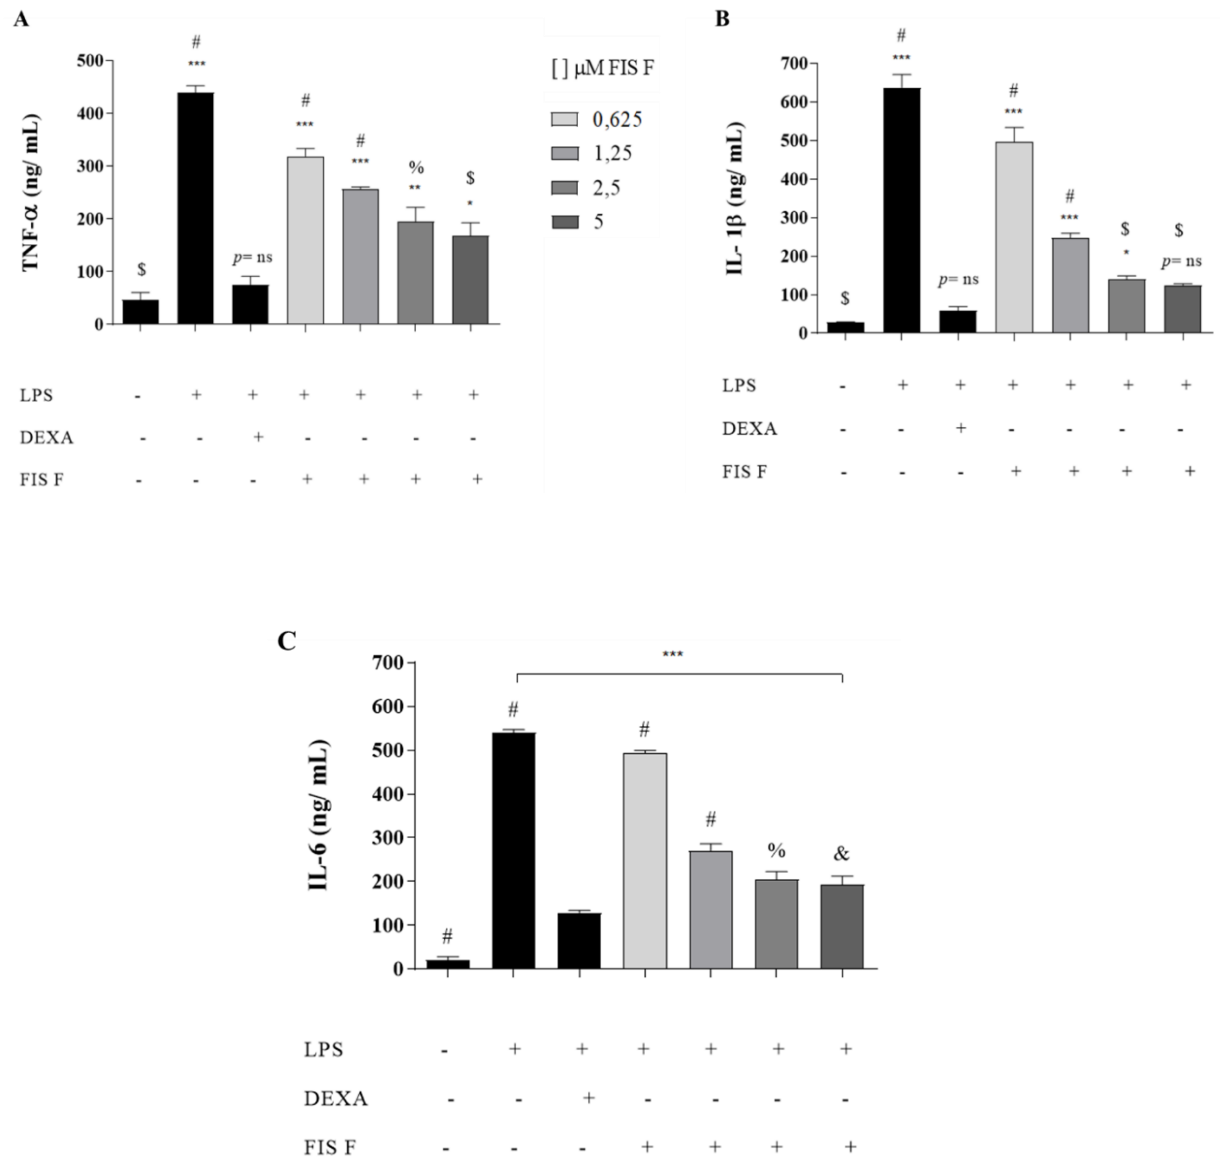 A
TNF-α (ng/ mL)
500
400
300
200
100
0
$
#
***
p= ns
#
***
#
***
%
**
$
*
LPS - + + + + + +
DEXA - - + - - - -
FIS F - - - + + + +
[ ] µM FIS F
0,625
1,25
2,5
5
B
IL- 1β (ng/ mL)
700
600
500
400
300
200
100
0
$
#
***
p= ns
#
***
#
***
$
*
$
p= ns
LPS - + + + + + +
DEXA - - + - - - -
FIS F - - - + + + +
C
IL-6 (ng/ mL)
700
600
500
400
300
200
100
0
***
#
#
#
#
%
&
LPS - + + + + + +
DEXA - - + - - - -
FIS F - - - + + + +